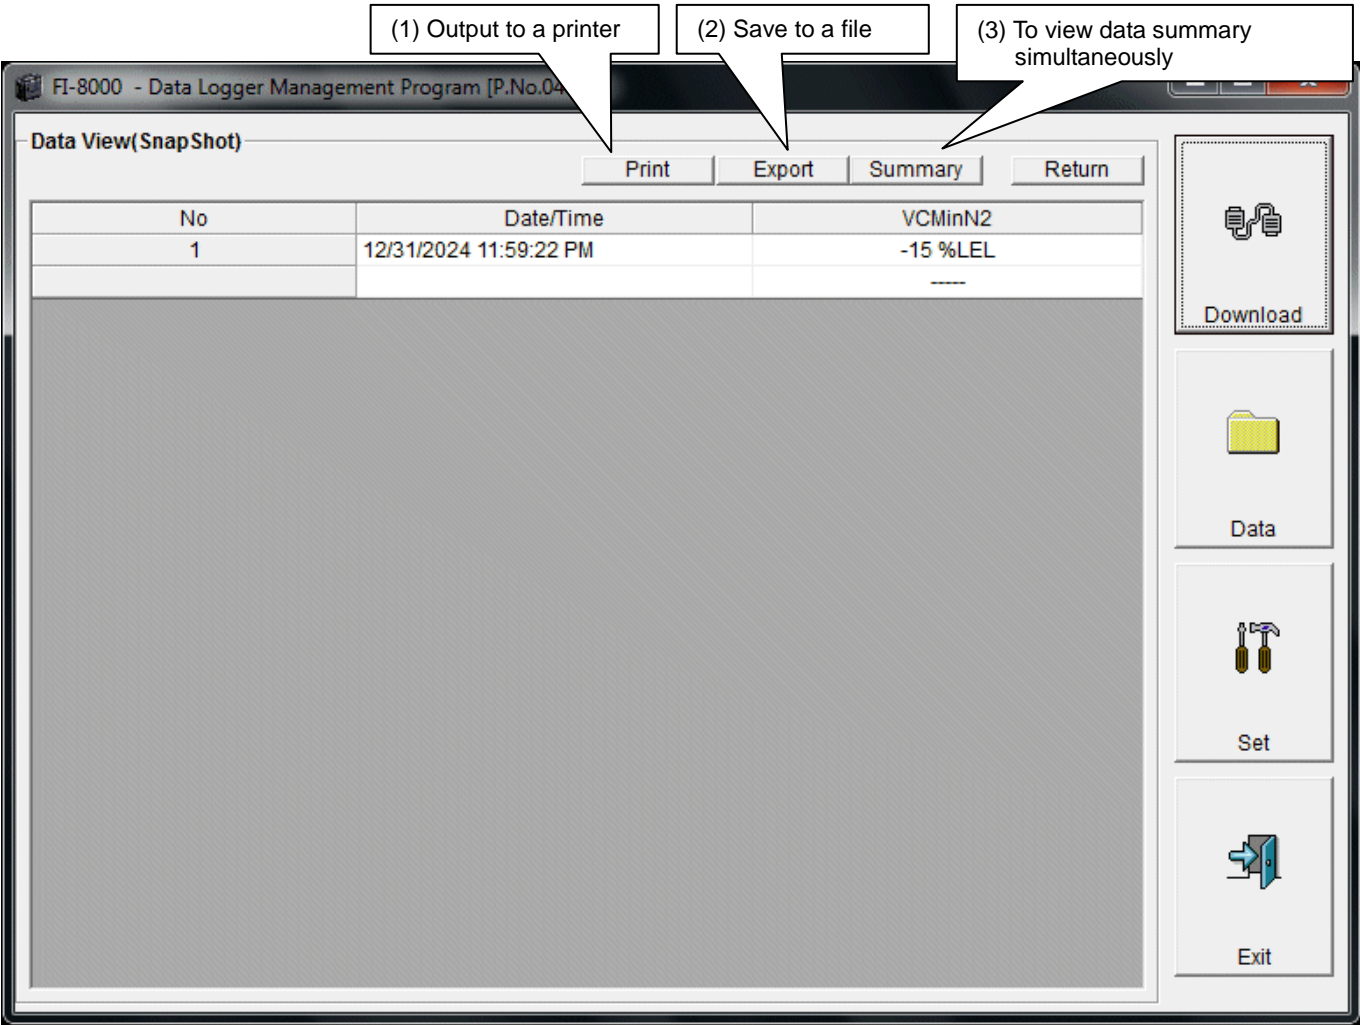 (1) Output to a printer
(2) Save to a file
(3) To view data summary
simultaneously
FI-8000 - Data Logger Management Program [P.No.04
Data View(SnapShot)
Print
Export
Summary
Return
No
Date/Time
VCMinN2
1
12/31/2024 11:59:22 PM
-15 %LEL
-----
Download
Data
Set
Exit